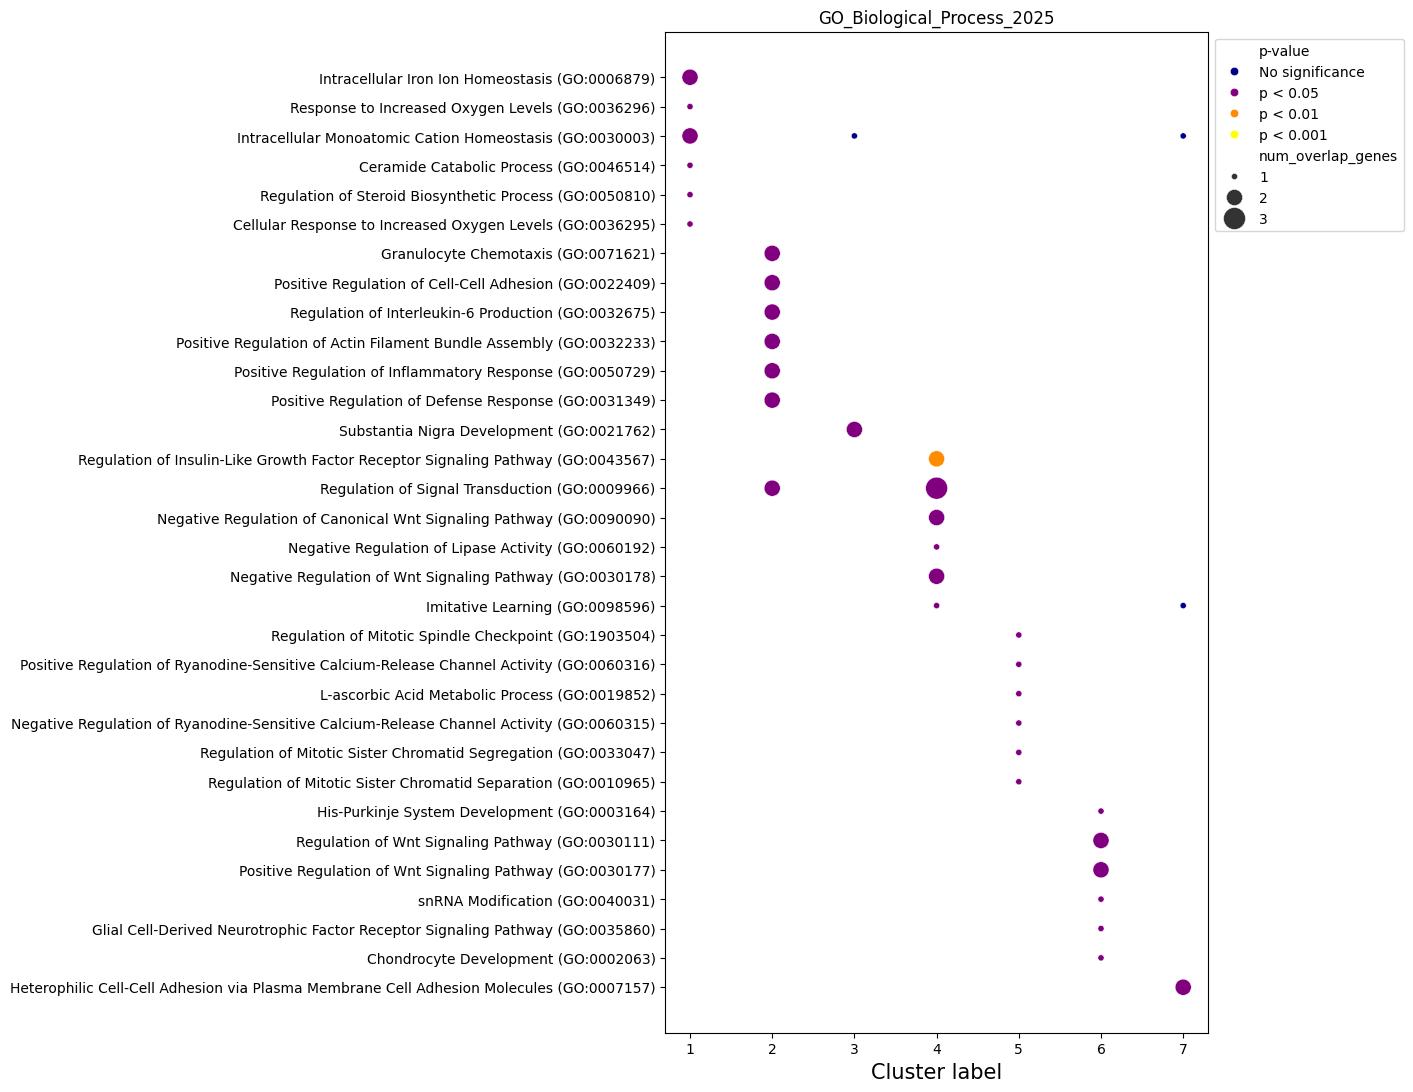 GO_Biological_Process_2025
Intracellular Iron Ion Homeostasis (GO:0006879)
Response to Increased Oxygen Levels (GO:0036296)
Intracellular Monoatomic Cation Homeostasis (GO:0030003)
Ceramide Catabolic Process (GO:0046514)
Regulation of Steroid Biosynthetic Process (GO:0050810)
Cellular Response to Increased Oxygen Levels (GO:0036295)
Granulocyte Chemotaxis (GO:0071621)
Positive Regulation of Cell-Cell Adhesion (GO:0022409)
Regulation of Interleukin-6 Production (GO:0032675)
Positive Regulation of Actin Filament Bundle Assembly (GO:0032233)
Positive Regulation of Inflammatory Response (GO:0050729)
Positive Regulation of Defense Response (GO:0031349)
Substantia Nigra Development (GO:0021762)
Regulation of Insulin-Like Growth Factor Receptor Signaling Pathway (GO:0043567)
Regulation of Signal Transduction (GO:0009966)
Negative Regulation of Canonical Wnt Signaling Pathway (GO:0090090)
Negative Regulation of Lipase Activity (GO:0060192)
Negative Regulation of Wnt Signaling Pathway (GO:0030178)
Imitative Learning (GO:0098596)
Regulation of Mitotic Spindle Checkpoint (GO:1903504)
Positive Regulation of Ryanodine-Sensitive Calcium-Release Channel Activity (GO:0060316)
L-ascorbic Acid Metabolic Process (GO:0019852)
Negative Regulation of Ryanodine-Sensitive Calcium-Release Channel Activity (GO:0060315)
Regulation of Mitotic Sister Chromatid Segregation (GO:0033047)
Regulation of Mitotic Sister Chromatid Separation (GO:0010965)
His-Purkinje System Development (GO:0003164)
Regulation of Wnt Signaling Pathway (GO:0030111)
Positive Regulation of Wnt Signaling Pathway (GO:0030177)
snRNA Modification (GO:0040031)
Glial Cell-Derived Neurotrophic Factor Receptor Signaling Pathway (GO:0035860)
Chondrocyte Development (GO:0002063)
Heterophilic Cell-Cell Adhesion via Plasma Membrane Cell Adhesion Molecules (GO:0007157)
1 2 3 4 5 6 7
Cluster label
p-value
No significance
p < 0.05
p < 0.01
p < 0.001
num_overlap_genes
1
2
3